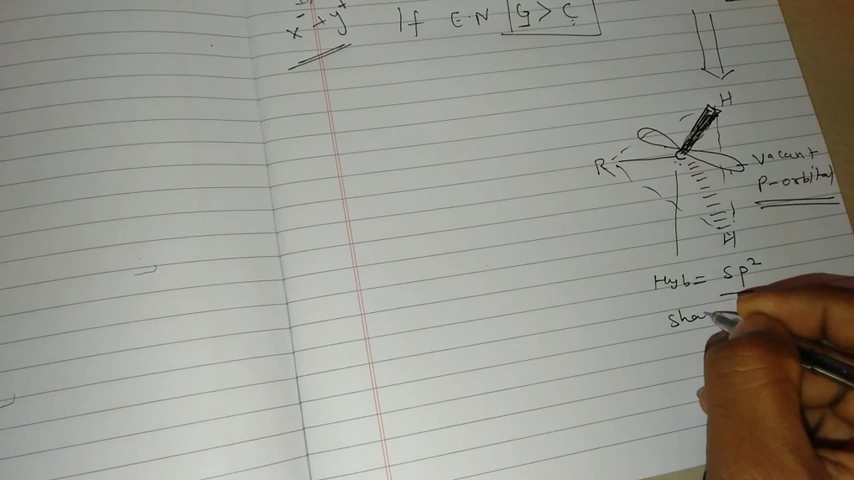 If E.N G > C
H
R
Vacant
P-orbital
H
Hyb = sp²
Sha